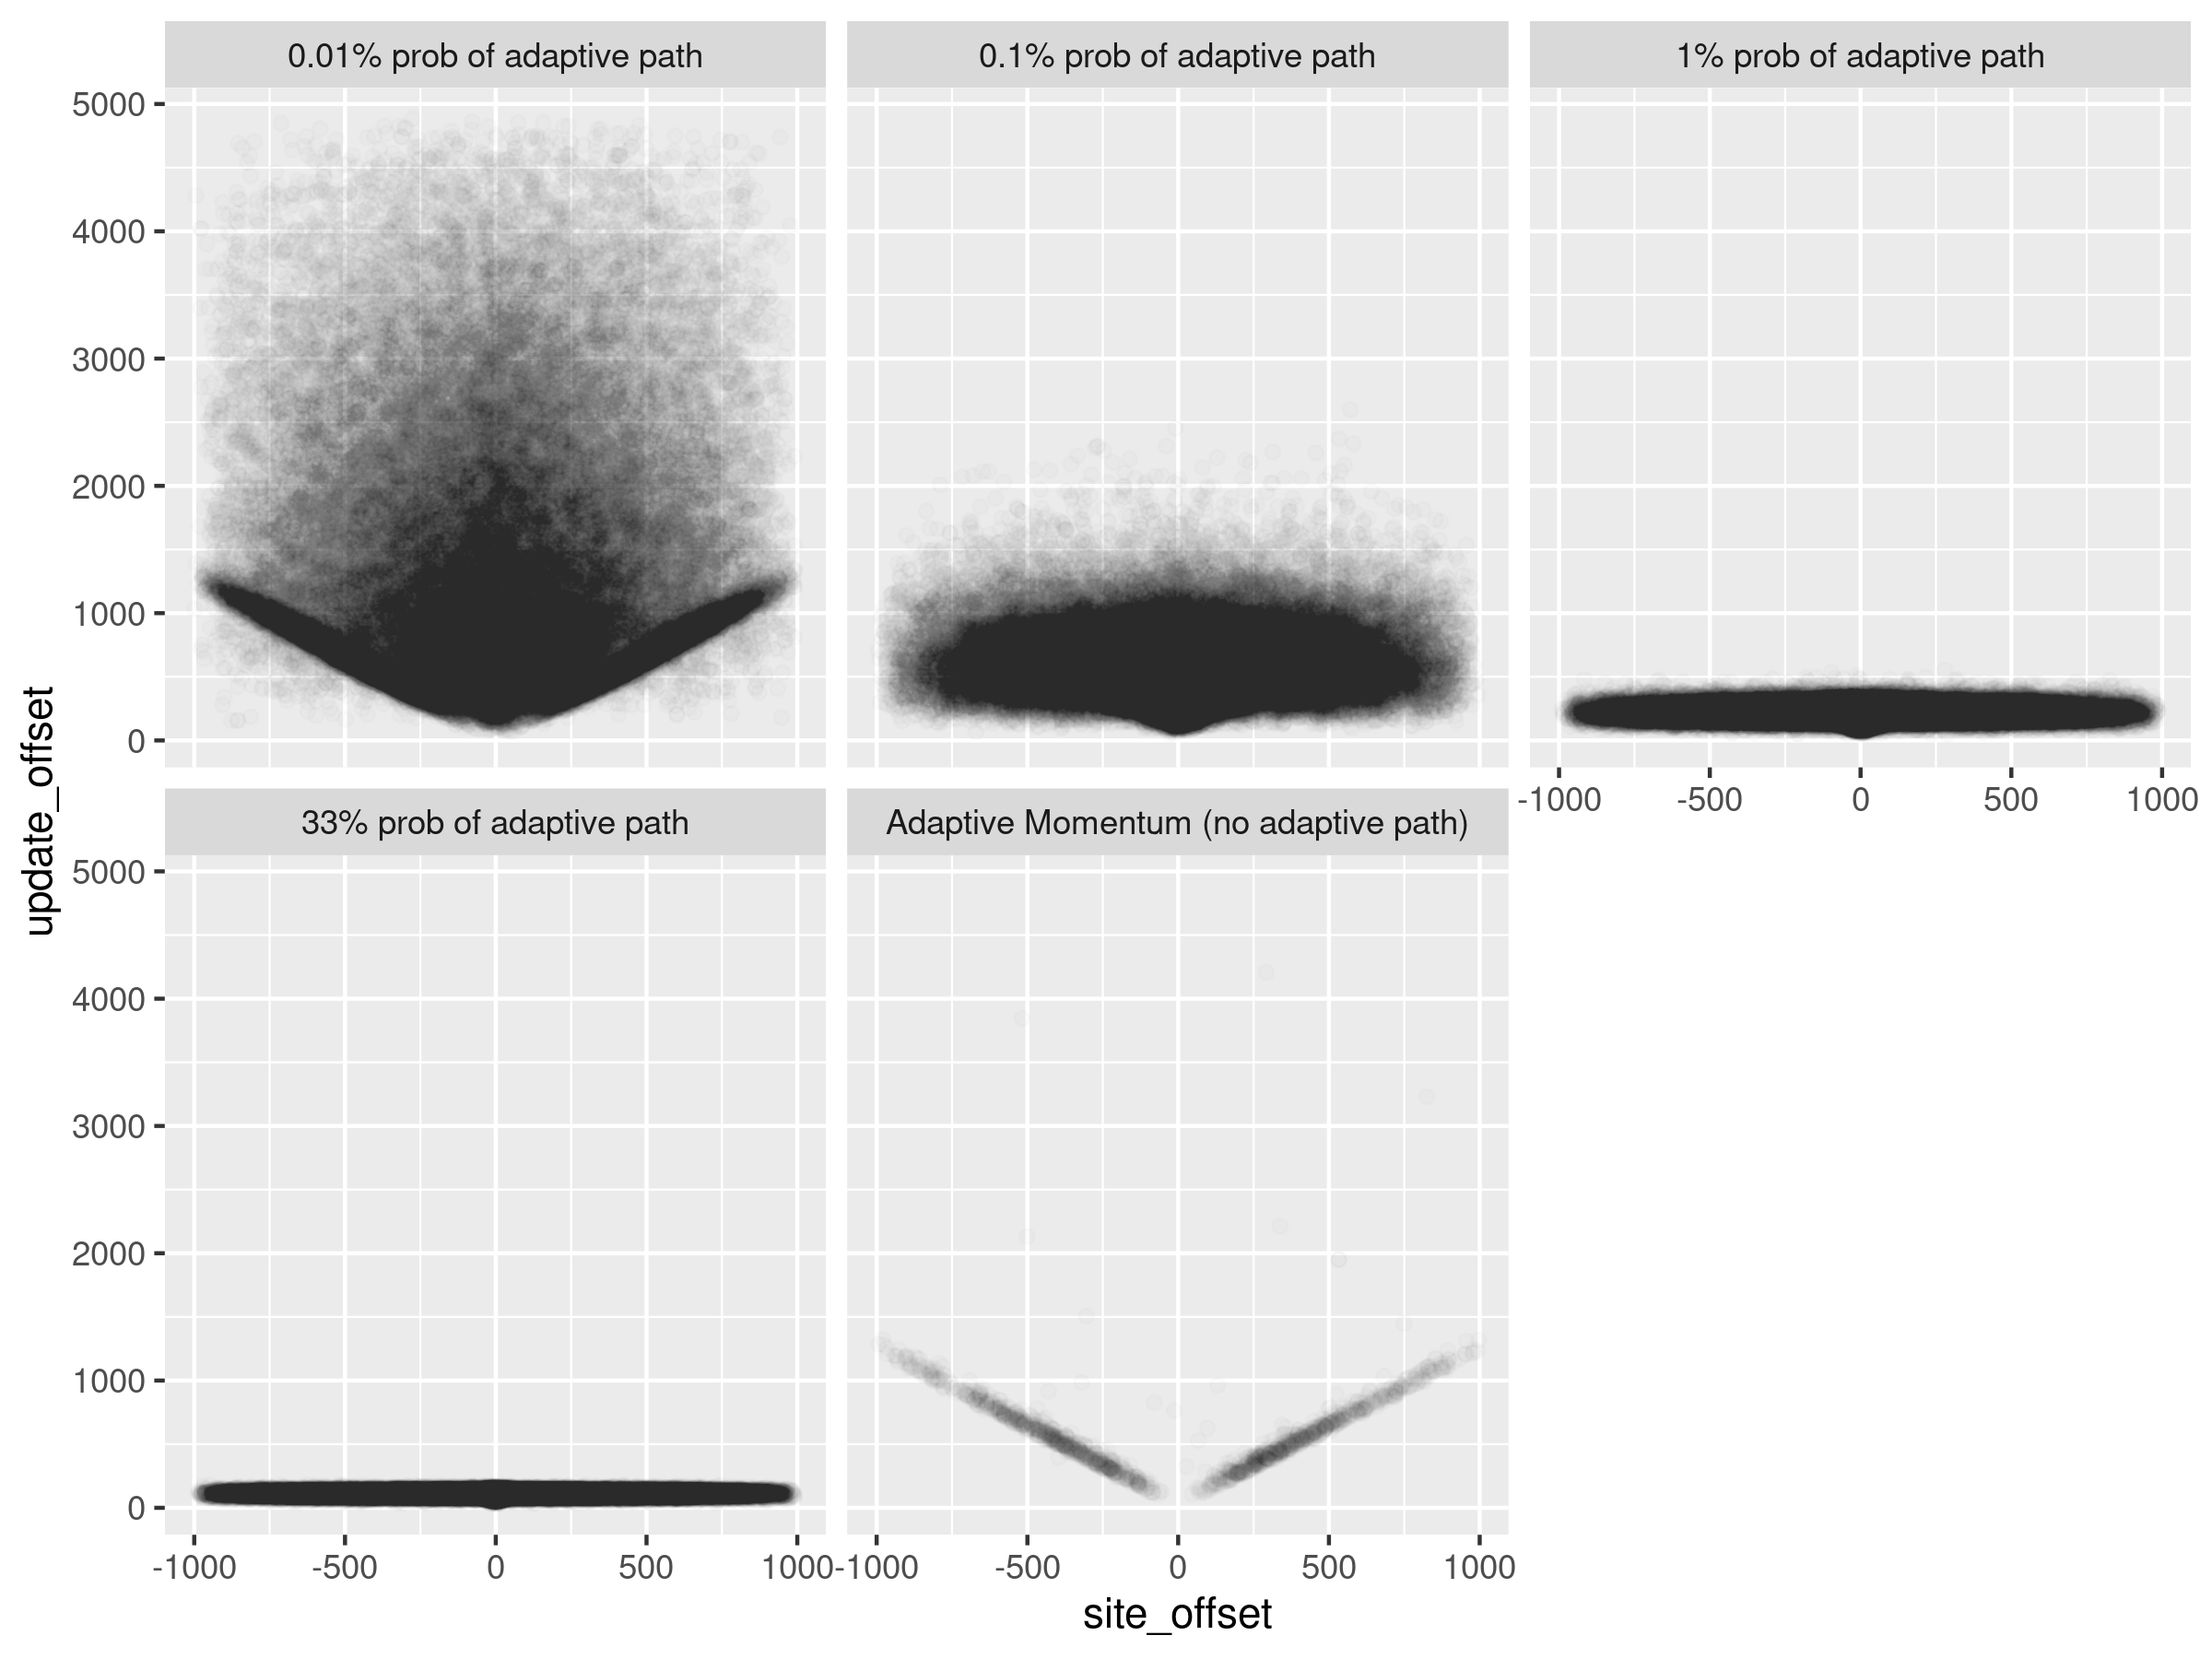 0.01% prob of adaptive path
0.1% prob of adaptive path
1% prob of adaptive path
5000
4000
3000
2000
1000
0
-1000 -500 0 500 1000
33% prob of adaptive path
Adaptive Momentum (no adaptive path)
5000
4000
3000
2000
1000
0
-1000 -500 0 500 1000
-1000 -500 0 500 1000
update_offset
site_offset